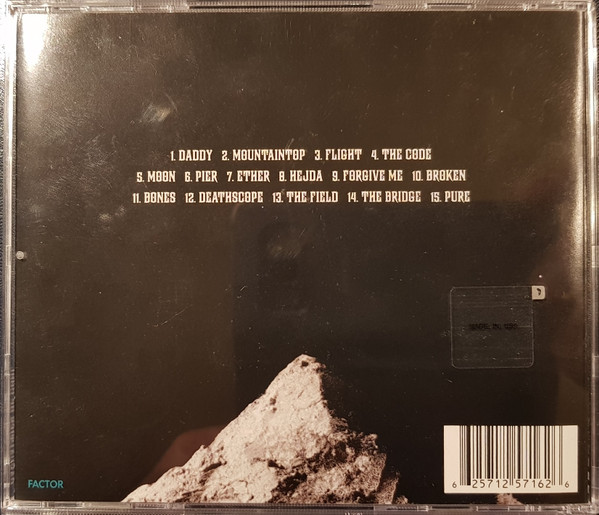 1. DADDY 2. MOUNTAINTOP 3. FLIGHT 4. THE CODE
5. MOON 6. PIER 7. ETHER 8. HEJDA 9. FORGIVE ME 10. BROKEN
11. BONES 12. DEATHSCOPE 13. THE FIELD 14. THE BRIDGE 15. PURE
FACTOR
6 25712 57162 6